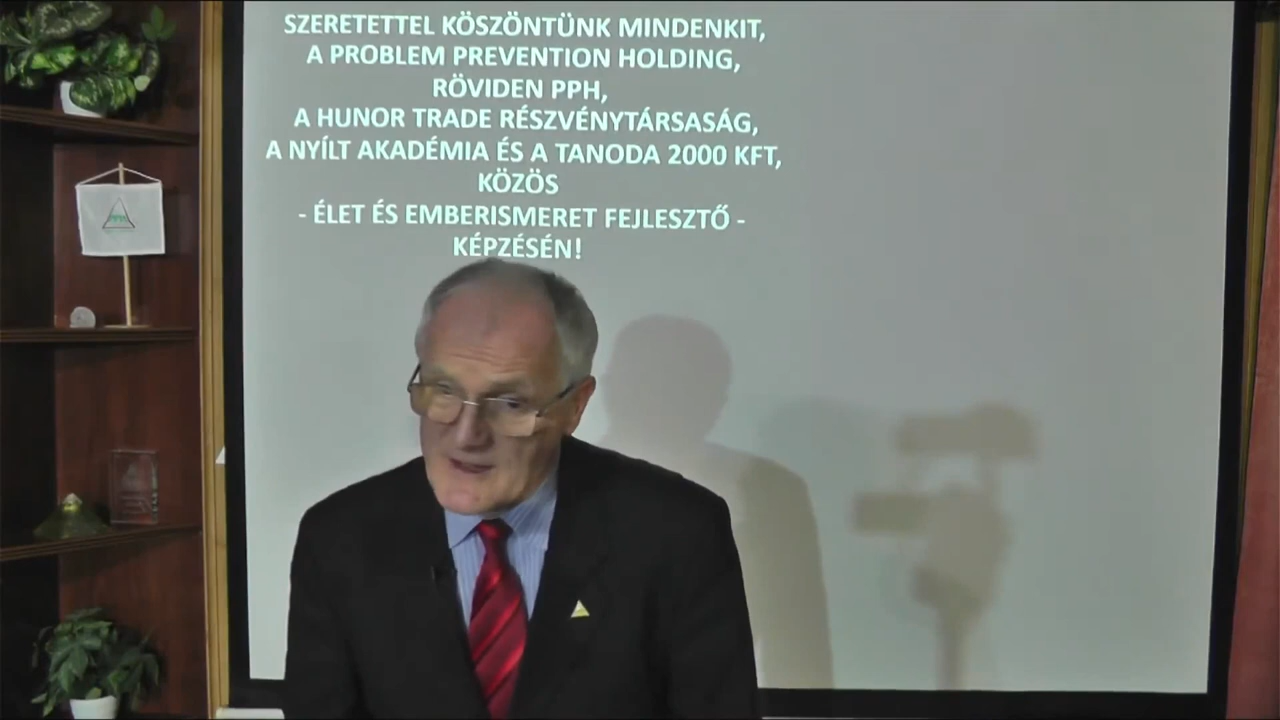 SZERETETTEL KÖSZÖNTÜNK MINDENKIT,
A PROBLEM PREVENTION HOLDING,
RÖVIDEN PPH,
A HUNOR TRADE RÉSZVÉNYTÁRSASÁG,
A NYÍLT AKADÉMIA ÉS A TANODA 2000 KFT,
KÖZÖS
- ÉLET ÉS EMBERISMERET FEJLESZTŐ -
KÉPZÉSÉN!